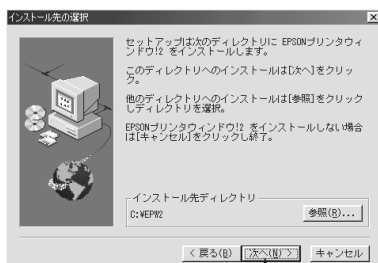 インストール先の選択
セットアップは次のディレクトリに EPSONプリンタウィ
ンドウ!2 をインストールします。
このディレクトリへのインストールは[次へ]をクリッ
ク。
他のディレクトリへのインストールは[参照]をクリック
しディレクトリを選択。
EPSONプリンタウィンドウ!2 をインストールしない場合
は[キャンセル]をクリックし終了。
インストール先ディレクトリ
C:¥EPW2
参照(R)...
< 戻る(B)
次へ(N) >
キャンセル